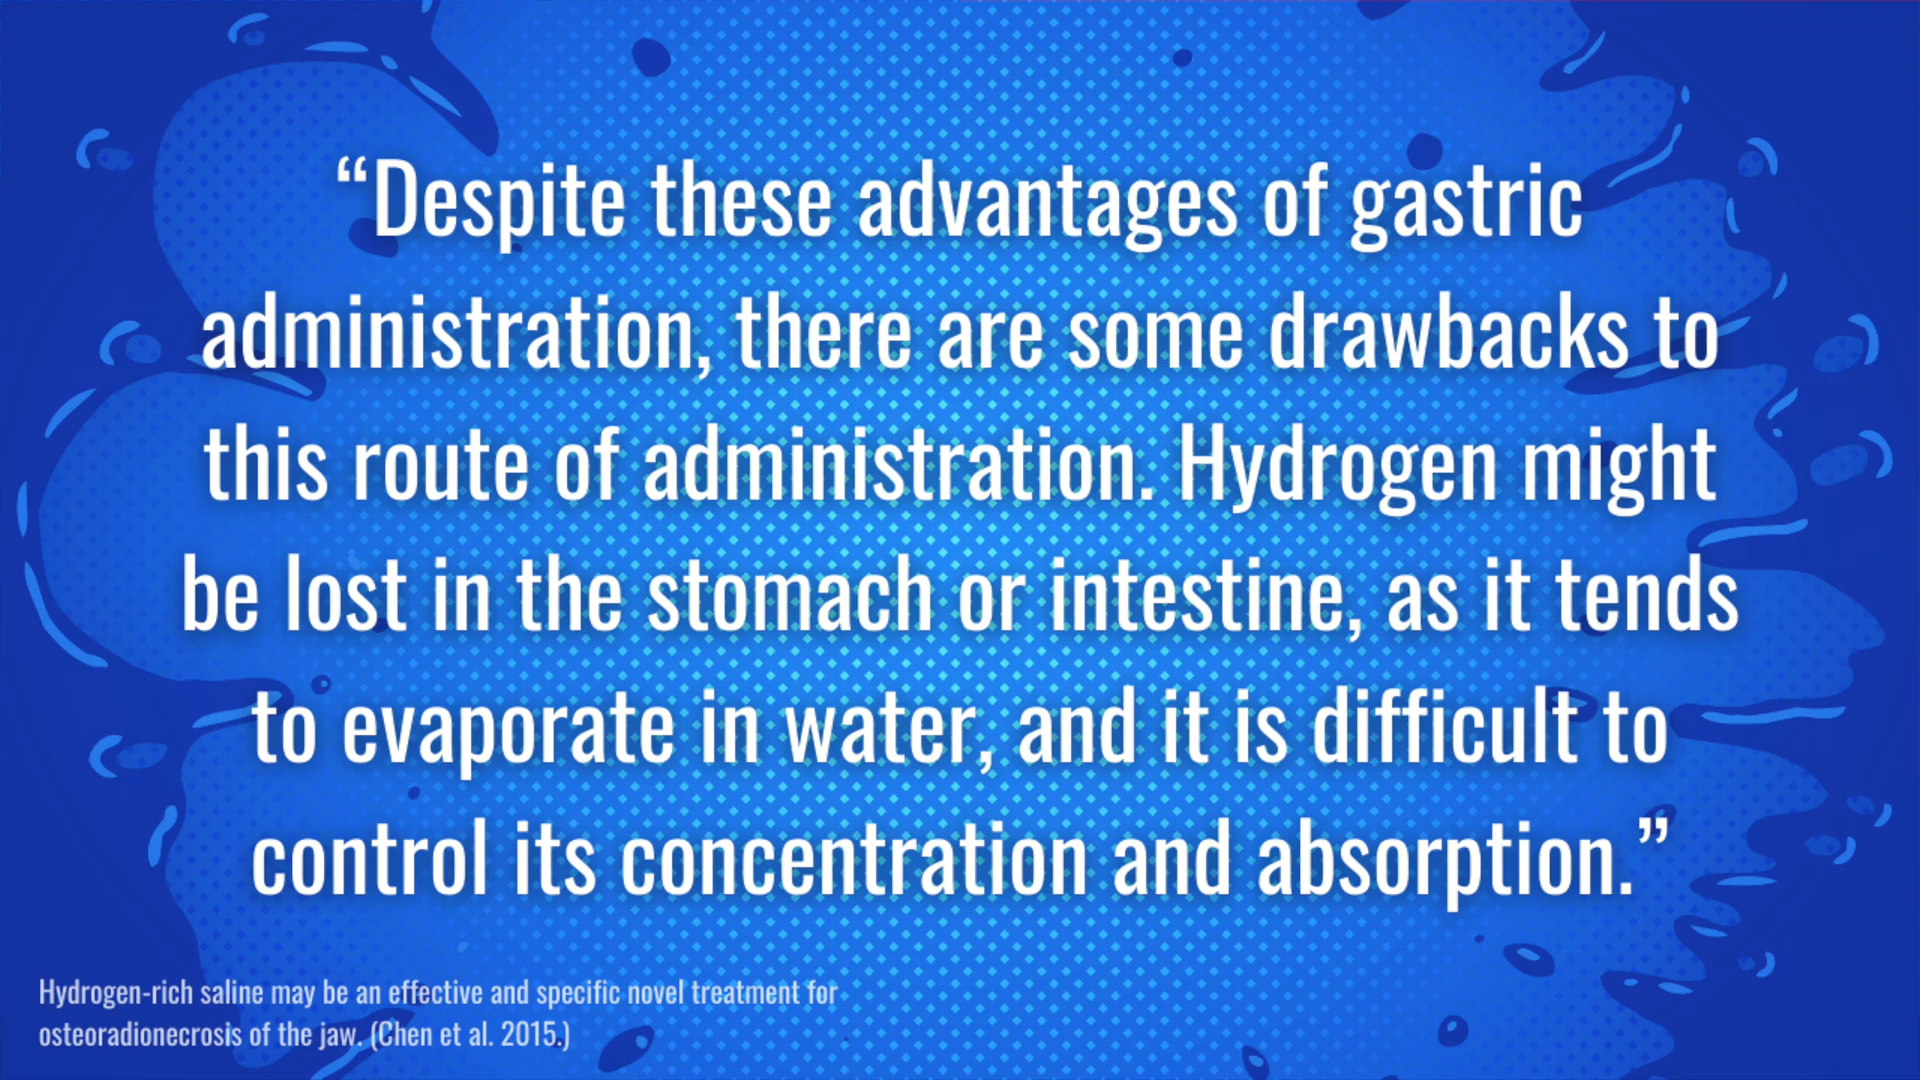 “Despite these advantages of gastric
administration, there are some drawbacks to
this route of administration. Hydrogen might
be lost in the stomach or intestine, as it tends
to evaporate in water, and it is difficult to
control its concentration and absorption.”
Hydrogen-rich saline may be an effective and specific novel treatment for
osteoradionecrosis of the jaw. (Chen et al. 2015.)